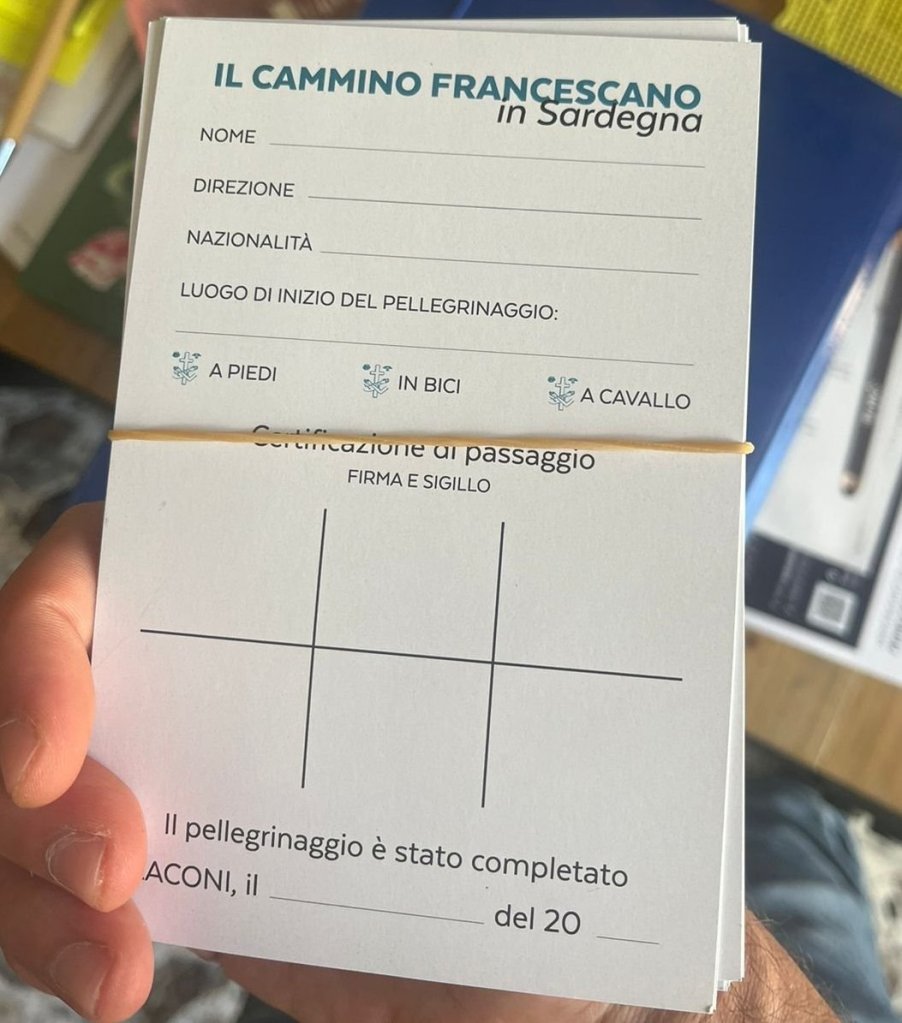 IL CAMMINO FRANCESCANO
in Sardegna
NOME
DIREZIONE
NAZIONALITÀ
LUOGO DI INIZIO DEL PELLEGRINAGGIO:
A PIEDI IN BICI A CAVALLO
Certificazione di passaggio
FIRMA E SIGILLO
Il pellegrinaggio è stato completato
ACONI, il del 20